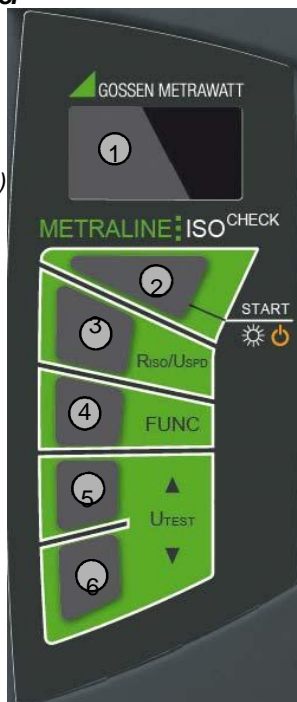 GOSSEN METRAWATT
1
)
METRALINE ISO CHECK
2
START
3
RISO/USPD
4
FUNC
5
▲
UTEST
▼
6